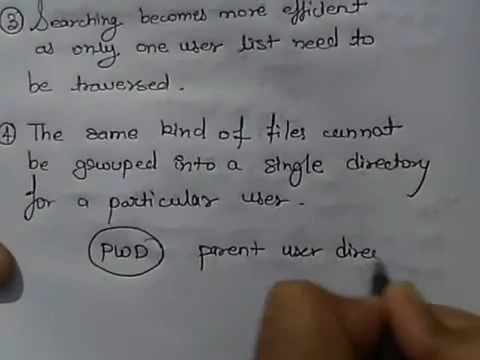 ③ Searching becomes more efficient
as only one user list need to
be traversed.
④ The same kind of files cannot
be grouped into a single directory
for a particular user.
PWD parent user direc